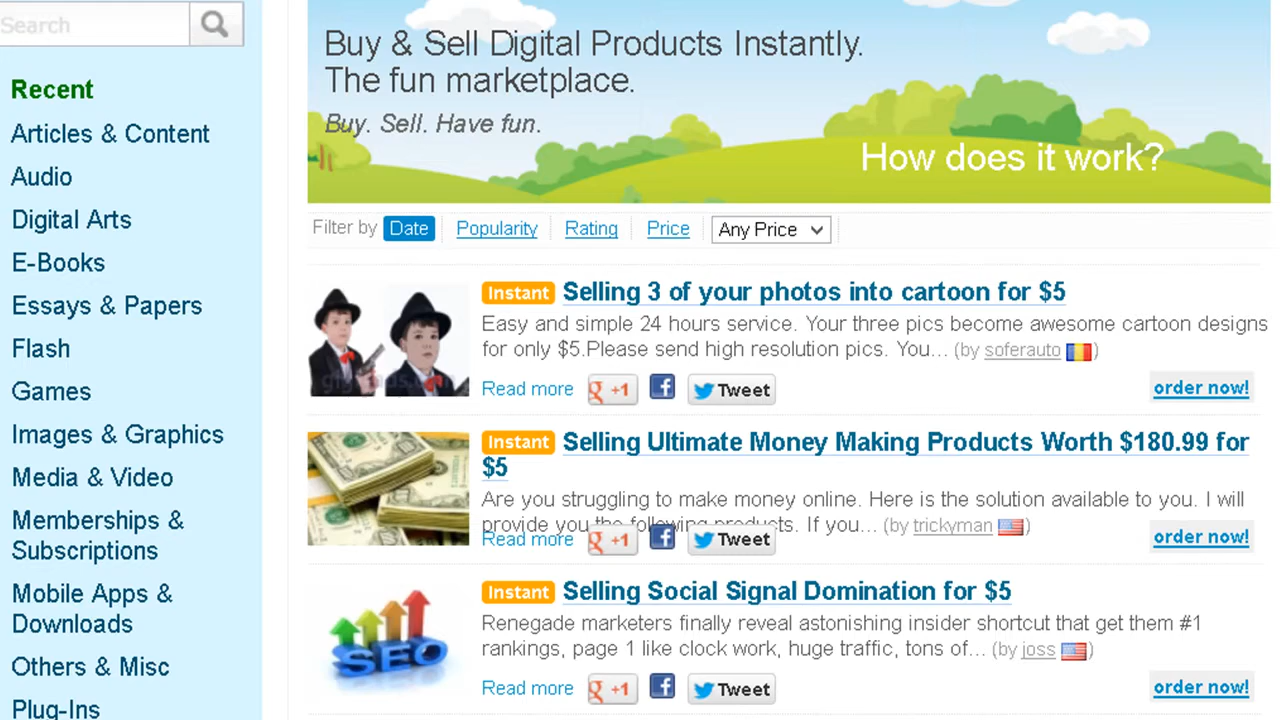 Search
Recent
Articles & Content
Audio
Digital Arts
E-Books
Essays & Papers
Flash
Games
Images & Graphics
Media & Video
Memberships &
Subscriptions
Mobile Apps &
Downloads
Others & Misc
Plug-Ins
Buy & Sell Digital Products Instantly.
The fun marketplace.
Buy. Sell. Have fun.
How does it work?
Filter by Date Popularity Rating Price Any Price
Instant Selling 3 of your photos into cartoon for $5
Easy and simple 24 hours service. Your three pics become awesome cartoon designs
for only $5.Please send high resolution pics. You... (by soferauto)
Read more g +1 f Tweet order now!
Instant Selling Ultimate Money Making Products Worth $180.99 for
$5
Are you struggling to make money online. Here is the solution available to you. I will
provide you the following products. If you... (by trickyman)
Read more g +1 f Tweet order now!
SEO
Instant Selling Social Signal Domination for $5
Renegade marketers finally reveal astonishing insider shortcut that get them #1
rankings, page 1 like clock work, huge traffic, tons of... (by joss)
Read more g +1 f Tweet order now!